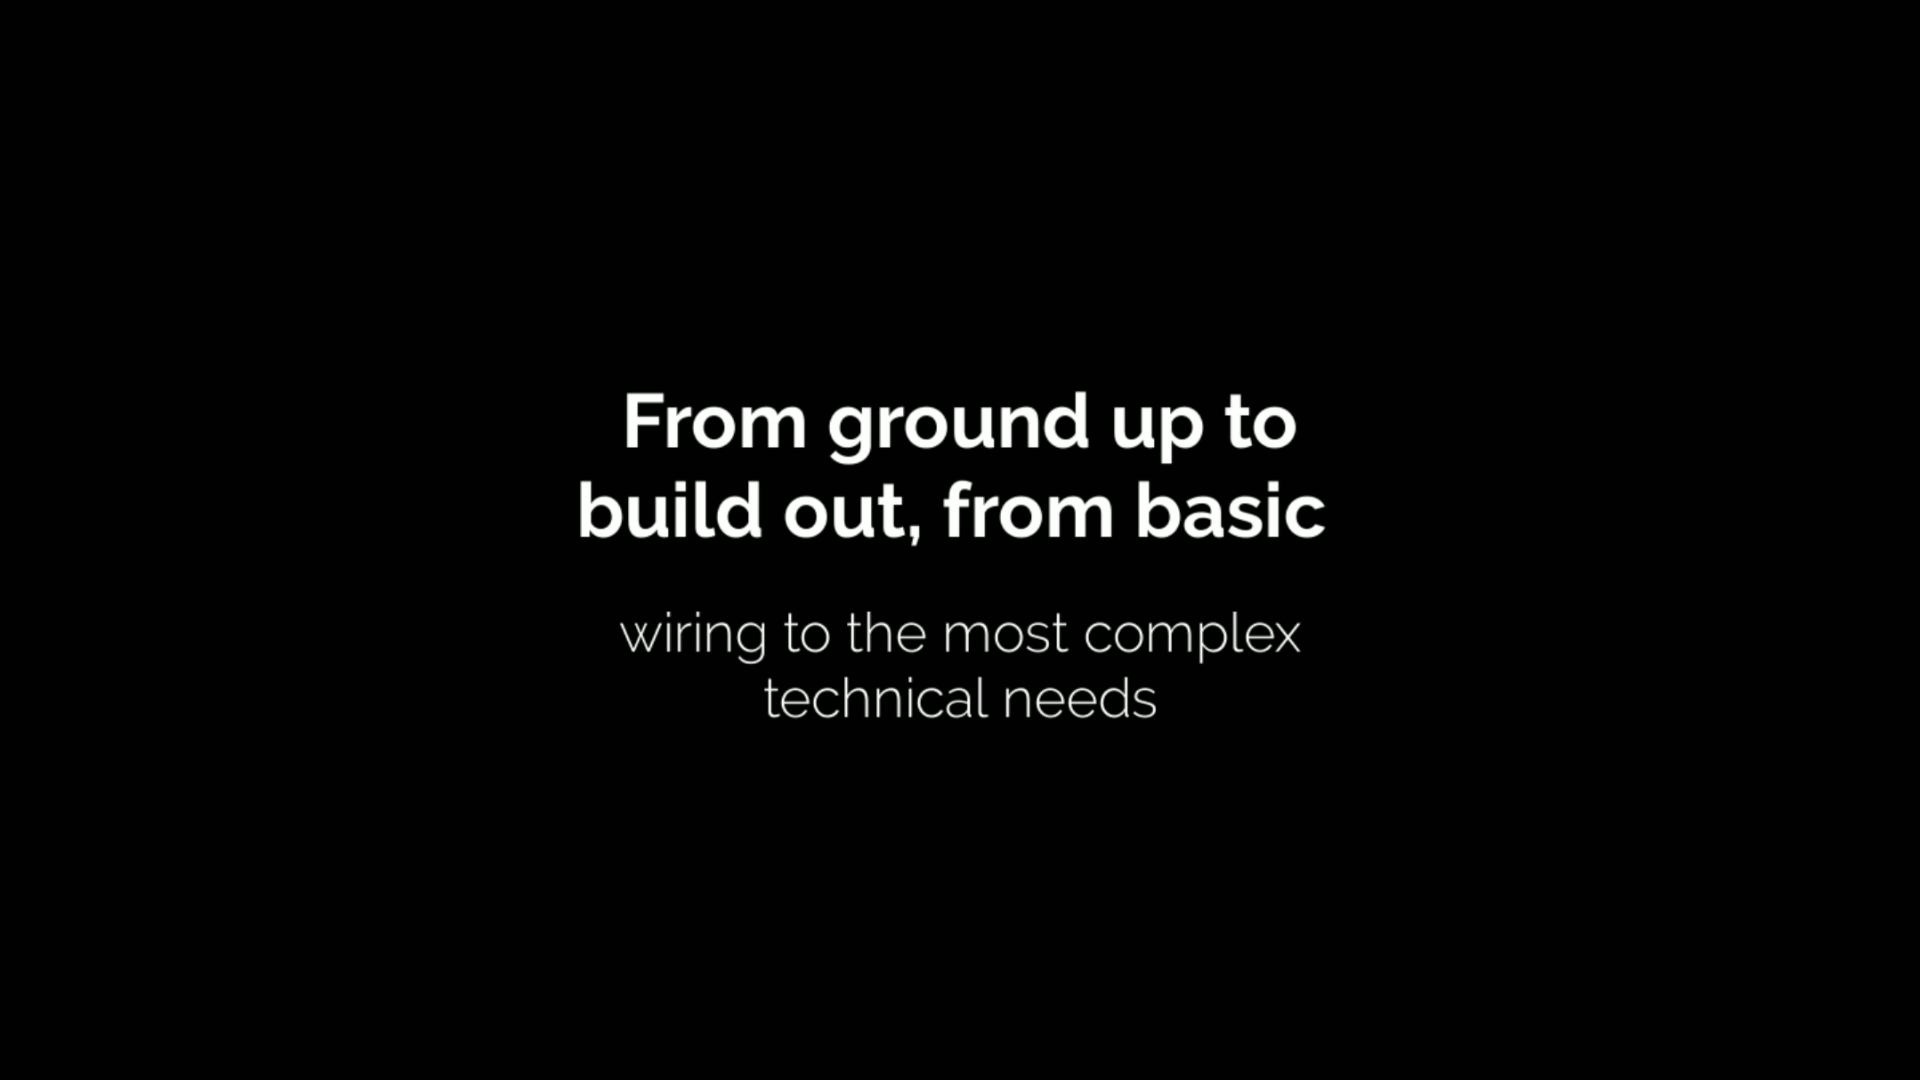 From ground up to
build out, from basic
wiring to the most complex
technical needs